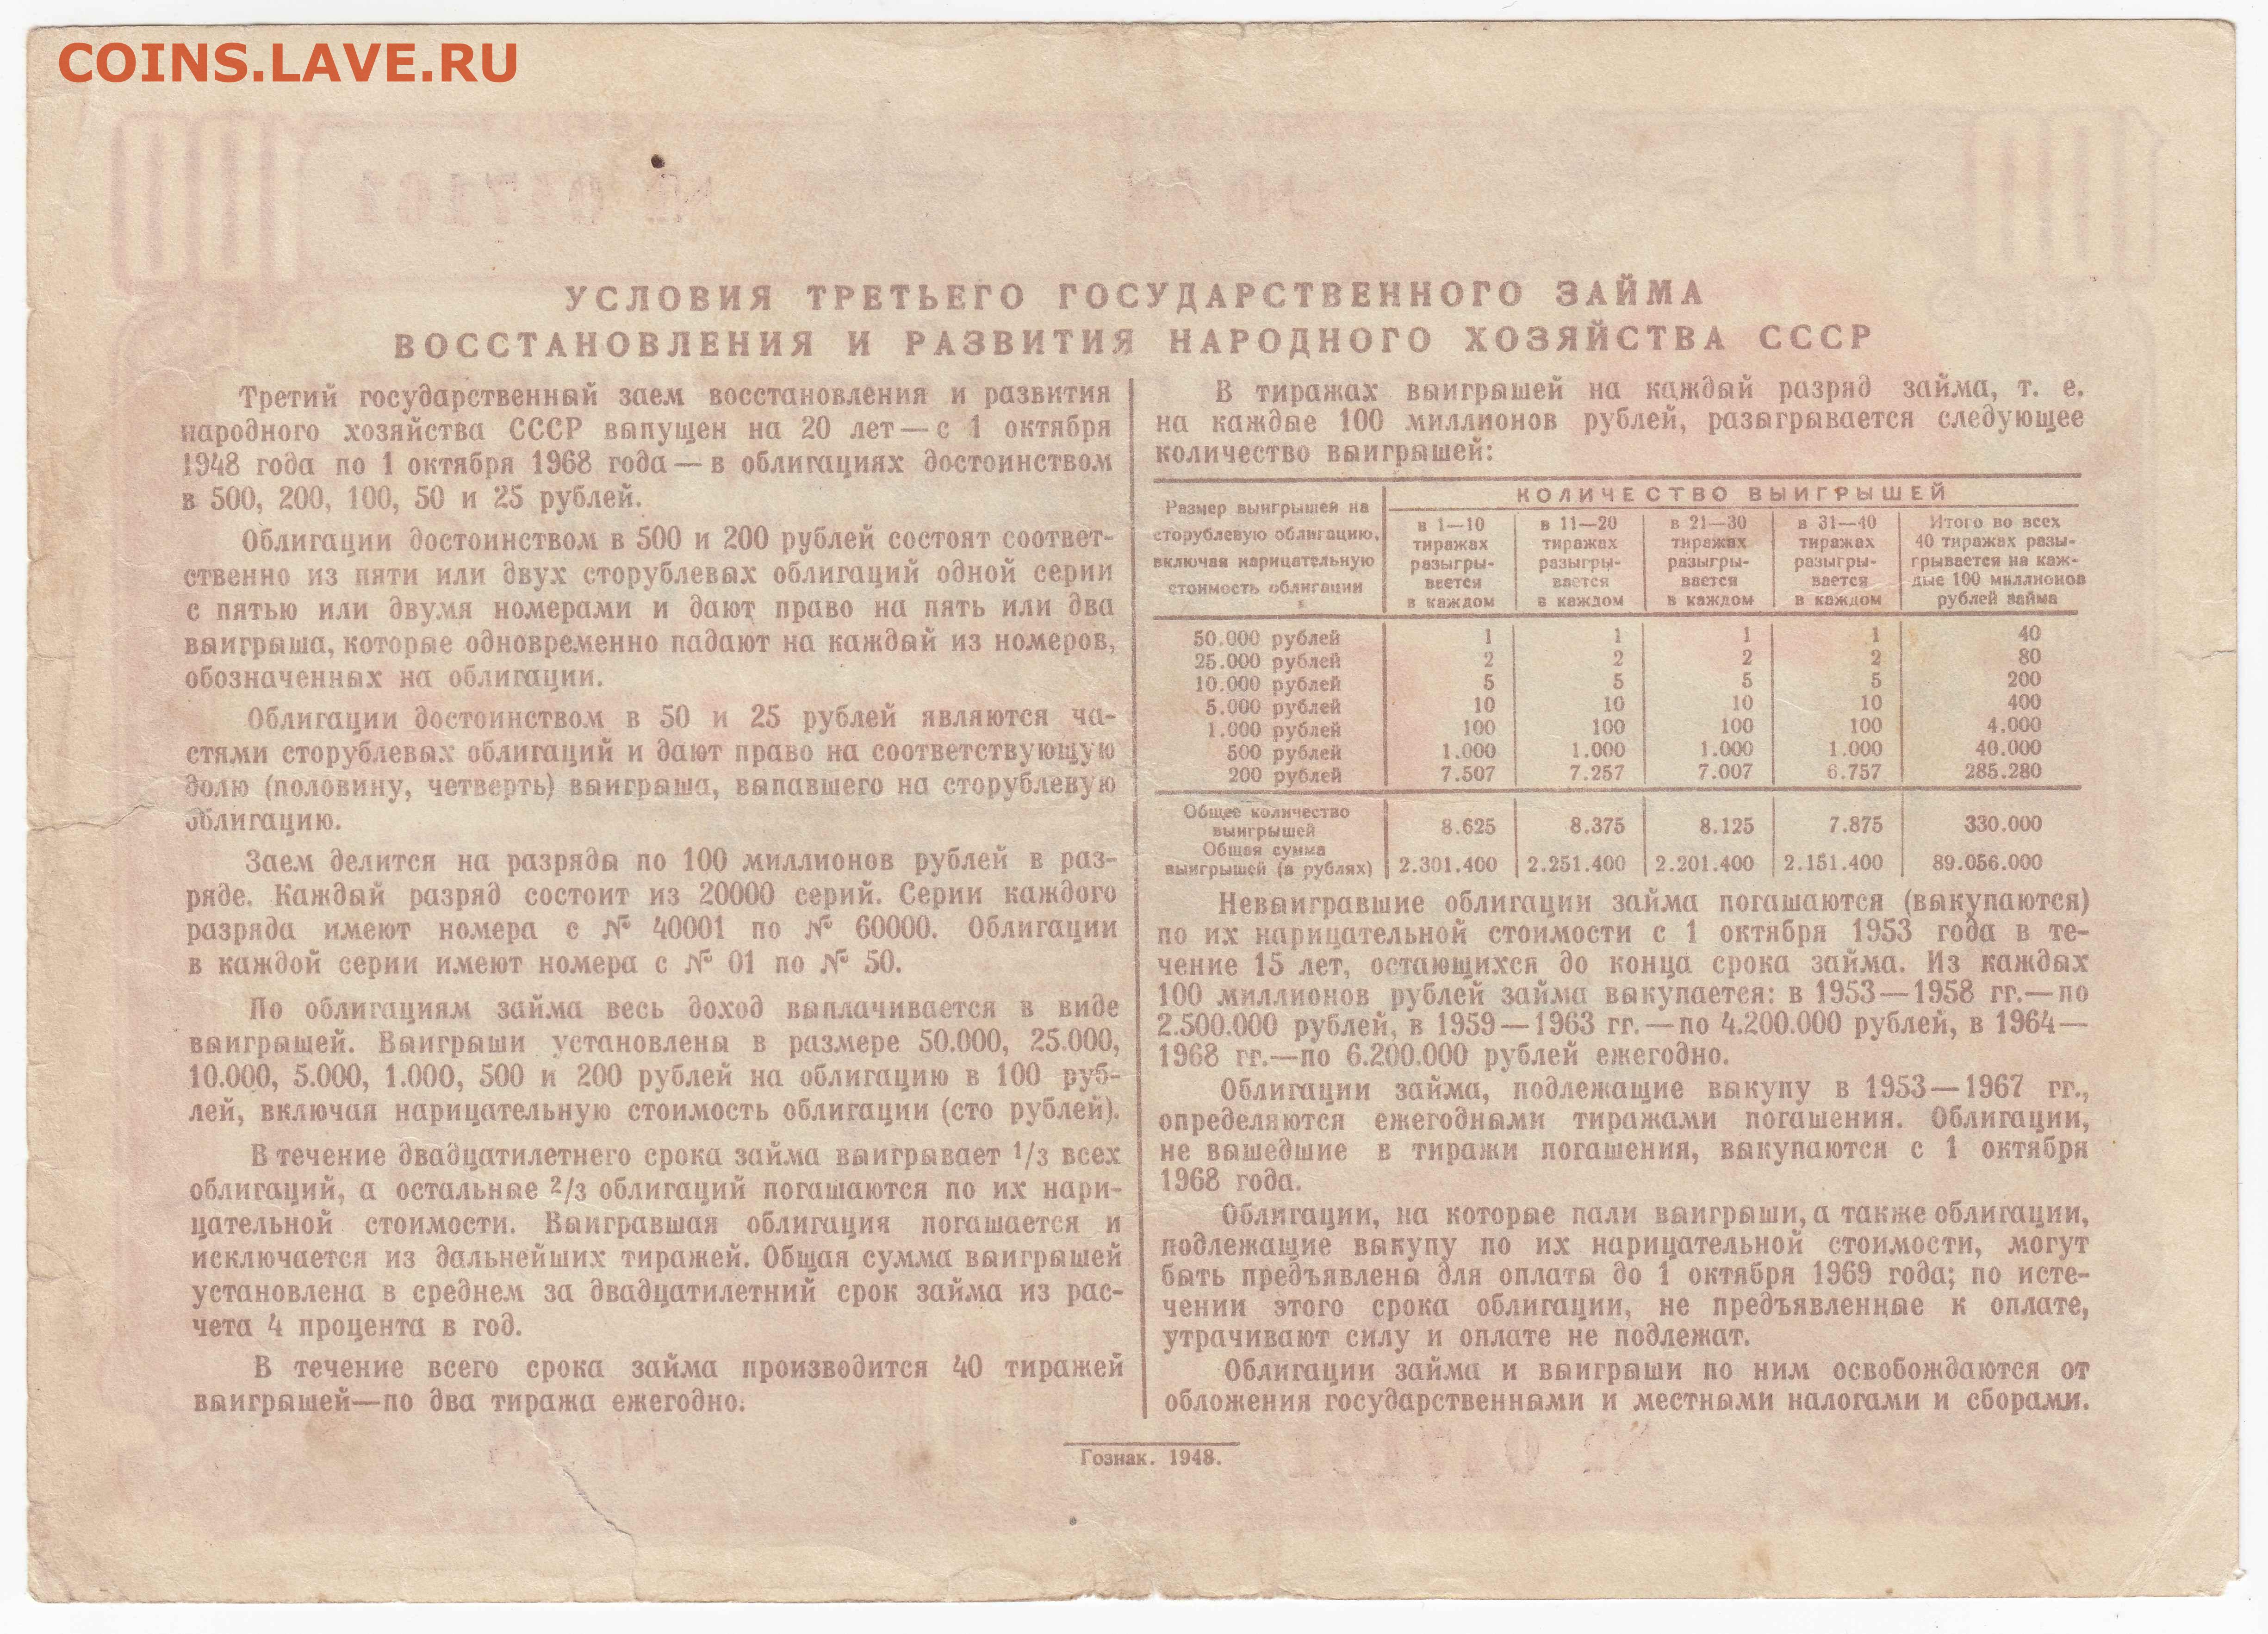 COINS.LAVE.RU
УСЛОВИЯ ТРЕТЬЕГО ГОСУДАРСТВЕННОГО ЗАЙМА
ВОССТАНОВЛЕНИЯ И РАЗВИТИЯ НАРОДНОГО ХОЗЯЙСТВА СССР
Третий государственный заем восстановления и развития
народного хозяйства СССР выпущен на 20 лет—с 1 октября
1948 года по 1 октября 1968 года—в облигациях достоинством
в 500, 200, 100, 50 и 25 рублей.
Облигации достоинством в 500 и 200 рублей состоят соответ-
ственно из пяти или двух сторублевых облигаций одной серии
с пятью или двумя номерами и дают право на пять или два
выигрыша, которые одновременно падают на каждый из номеров,
обозначенных на облигации.
Облигации достоинством в 50 и 25 рублей являются ча-
стями сторублевых облигаций и дают право на соответствующую
долю (половину, четверть) выигрыша, выпавшего на сторублевую
облигацию.
Заем делится на разряды по 100 миллионов рублей в раз-
ряде. Каждый разряд состоит из 20000 серий. Серии каждого
разряда имеют номера с № 40001 по № 60000. Облигации
в каждой серии имеют номера с № 01 по № 50.
По облигациям займа весь доход выплачивается в виде
выигрышей. Выигрыши установлены в размере 50.000, 25.000,
10.000, 5.000, 1.000, 500 и 200 рублей на облигацию в 100 руб-
лей, включая нарицательную стоимость облигации (сто рублей).
В течение двадцатилетнего срока займа выигрывает 1/3 всех
облигаций, а остальные 2/3 облигаций погашаются по их нари-
цательной стоимости. Выигравшая облигация погашается и
исключается из дальнейших тиражей. Общая сумма выигрышей
установлена в среднем за двадцатилетний срок займа из рас-
чета 4 процента в год.
В течение всего срока займа производится 40 тиражей
выигрышей—по два тиража ежегодно.
В тиражах выигрышей на каждый разряд займа, т. е.
на каждые 100 миллионов рублей, разыгрывается следующее
количество выигрышей:
Размер выигрышей на
сторублевую облигацию,
включая нарицательную
стоимость облигации
КОЛИЧЕСТВО ВЫИГРЫШЕЙ
в 1—10 тиражах разыгры- вается в каждом
в 11—20 тиражах разыгры- вается в каждом
в 21—30 тиражах разыгры- вается в каждом
в 31—40 тиражах разыгры- вается в каждом
Итого во всех 40 тиражах разы- грывается на каж- дые 100 миллионов рублей займа
50.000 рублей 1 1 1 1 40
25.000 рублей 2 2 2 2 80
10.000 рублей 5 5 5 5 200
5.000 рублей 10 10 10 10 400
1.000 рублей 100 100 100 100 4.000
500 рублей 1.000 1.000 1.000 1.000 40.000
200 рублей 7.507 7.257 7.007 6.757 285.280
Общее количество
выигрышей 8.625 8.375 8.125 7.875 330.000
Общая сумма
выигрышей (в рублях) 2.301.400 2.251.400 2.201.400 2.151.400 89.056.000
Невыигравшие облигации займа погашаются (выкупаются)
по их нарицательной стоимости с 1 октября 1953 года в те-
чение 15 лет, остающихся до конца срока займа. Из каждых
100 миллионов рублей займа выкупается: в 1953—1958 гг.—по
2.500.000 рублей, в 1959—1963 гг.—по 4.200.000 рублей, в 1964—
1968 гг.—по 6.200.000 рублей ежегодно.
Облигации займа, подлежащие выкупу в 1953—1967 гг.,
определяются ежегодными тиражами погашения. Облигации,
не вышедшие в тиражи погашения, выкупаются с 1 октября
1968 года.
Облигации, на которые пали выигрыши, а также облигации,
подлежащие выкупу по их нарицательной стоимости, могут
быть предъявлены для оплаты до 1 октября 1969 года; по исте-
чении этого срока облигации, не предъявленные к оплате,
утрачивают силу и оплате не подлежат.
Облигации займа и выигрыши по ним освобождаются от
обложения государственными и местными налогами и сборами.
Гознак. 1948.